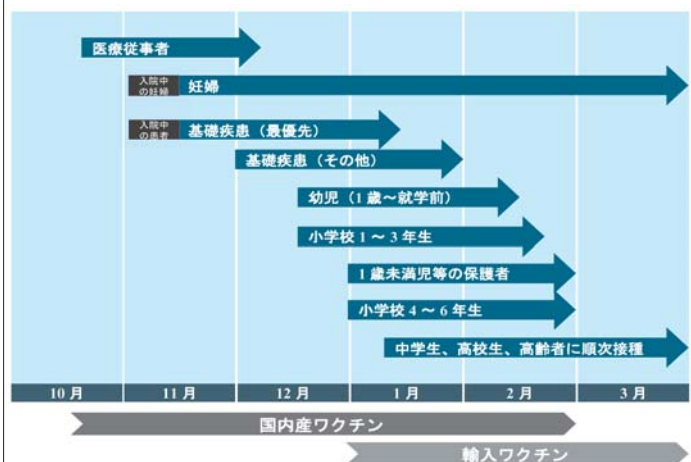 医療従事者
入院中
の妊婦
妊婦
入院中
の患者
基礎疾患（最優先）
基礎疾患（その他）
幼児（1歳～就学前）
小学校1～3年生
1歳未満児等の保護者
小学校4～6年生
中学生、高校生、高齢者に順次接種
10月 11月 12月 1月 2月 3月
国内産ワクチン
輸入ワクチン